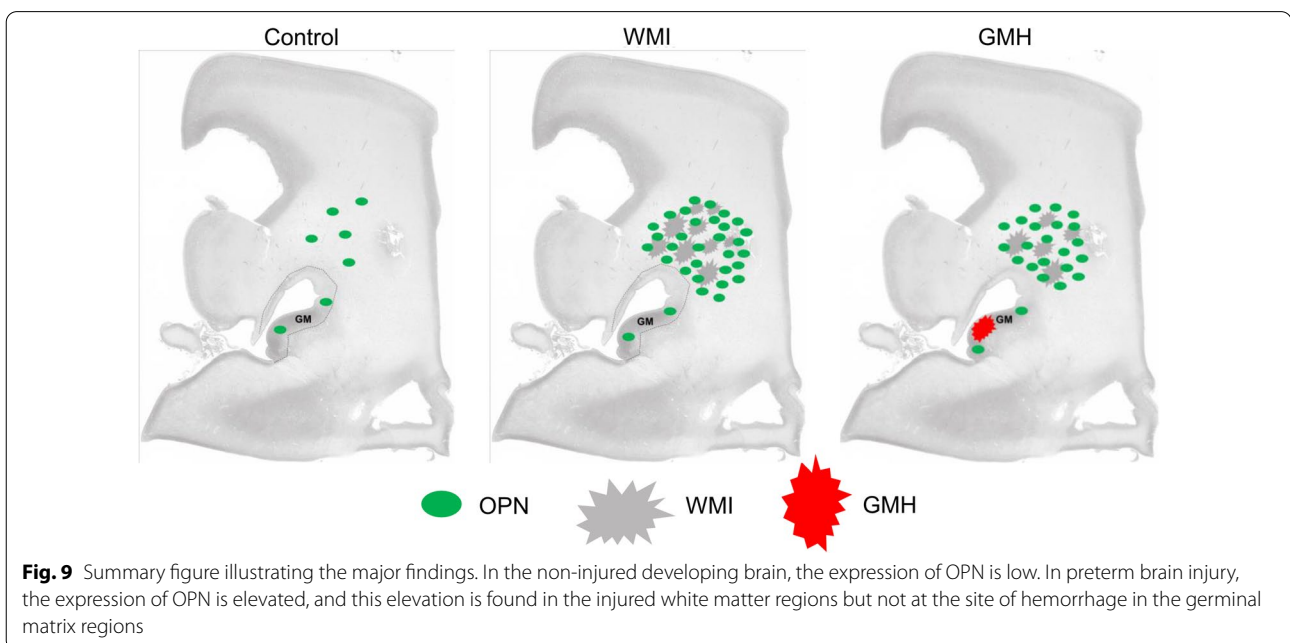 Control WMI GMH
GM GM GM
OPN WMI GMH
Fig. 9 Summary figure illustrating the major findings. In the non-injured developing brain, the expression of OPN is low. In preterm brain injury,
the expression of OPN is elevated, and this elevation is found in the injured white matter regions but not at the site of hemorrhage in the germinal
matrix regions